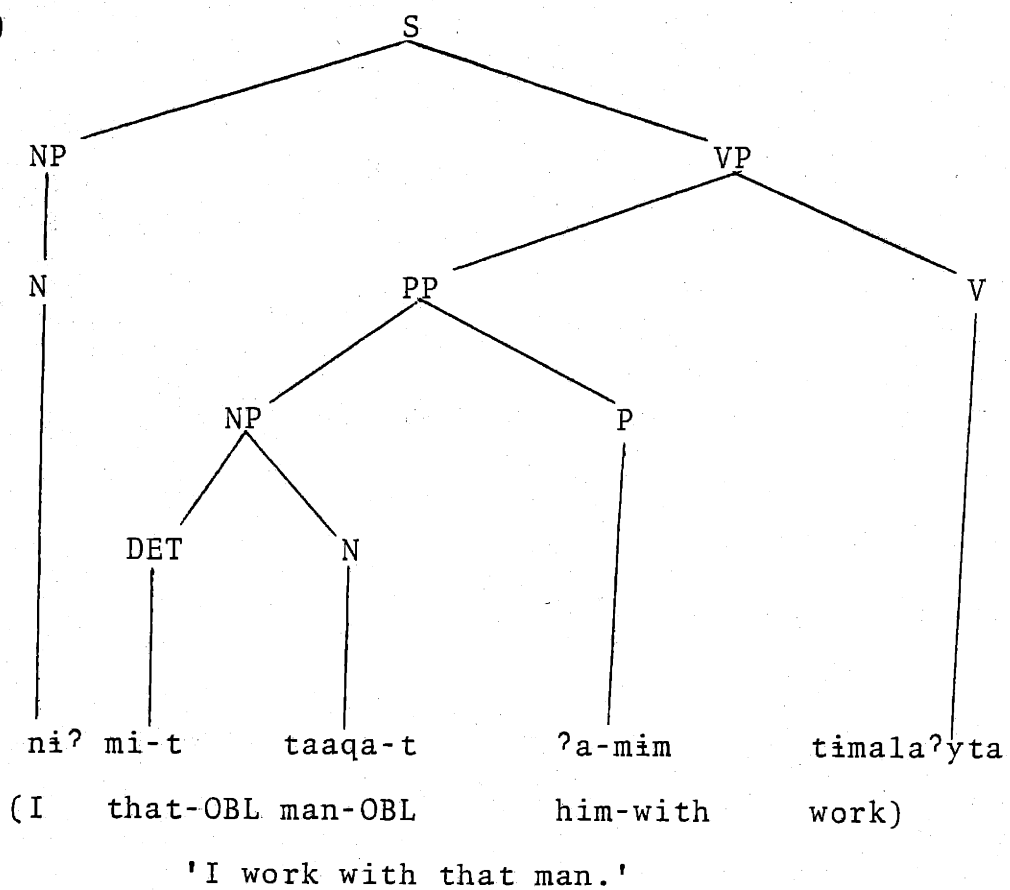 )
S
NP VP
N PP V
NP P
DET N
nɨʔ mi-t taaqa-t ʔa-mɨm tɨmalaʔyta
(I that-OBL man-OBL him-with work)
'I work with that man.'